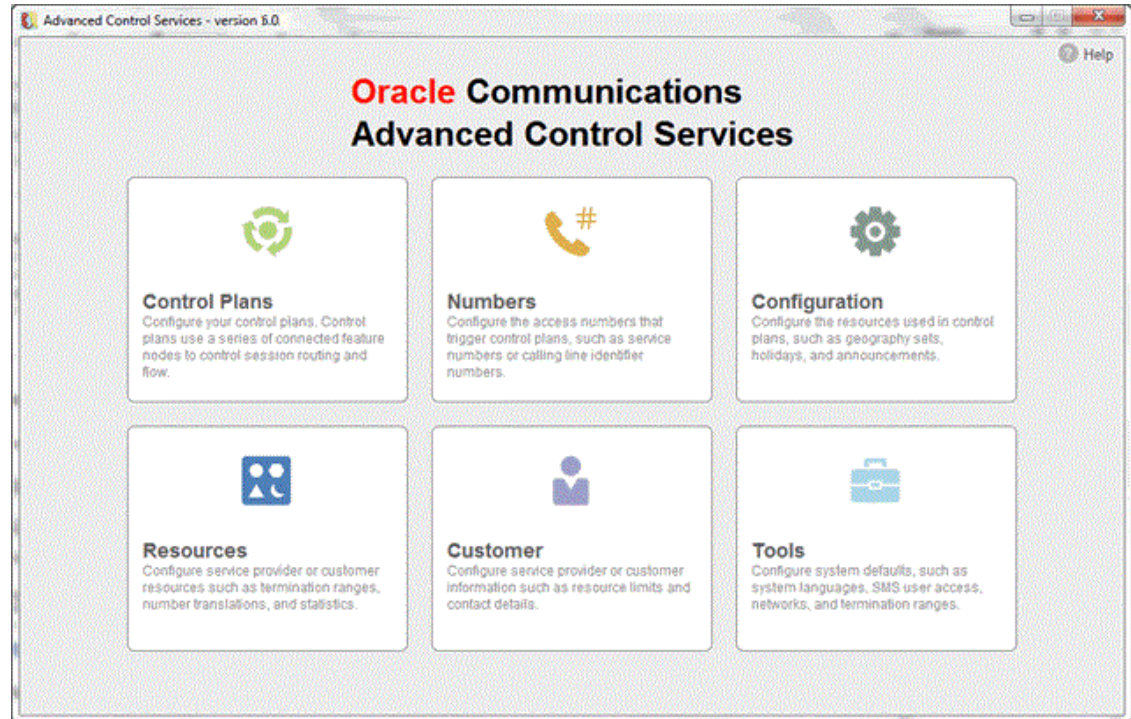 Advanced Control Services - version 6.0.
Help
Oracle Communications
Advanced Control Services
Control Plans
Configure your control plans. Control
plans use a series of connected feature
nodes to control session routing and
flow.
Numbers
Configure the access numbers that
trigger control plans, such as service
numbers or calling line identifier
numbers.
Configuration
Configure the resources used in control
plans, such as geography sets,
holidays, and announcements.
Resources
Configure service provider or customer
resources such as termination ranges,
number translations, and statistics.
Customer
Configure service provider or customer
information such as resource limits and
contact details.
Tools
Configure system defaults, such as
system languages, SMS user access,
networks, and termination ranges.